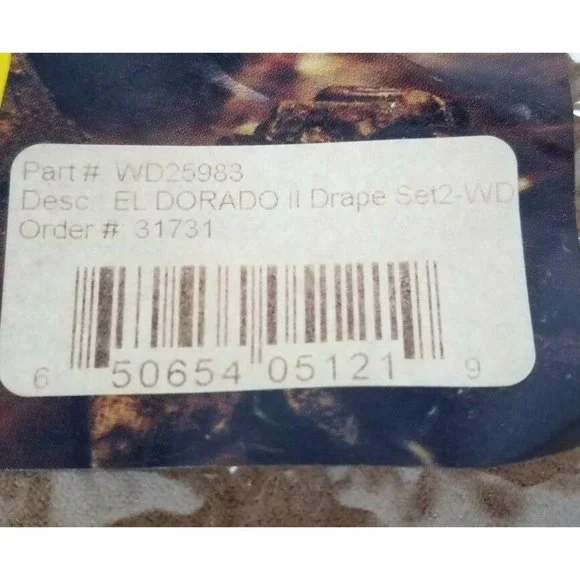 Part # WD25983
Desc : EL DORADO II Drape Set2-WD
Order #: 31731
6 50654 05121 9